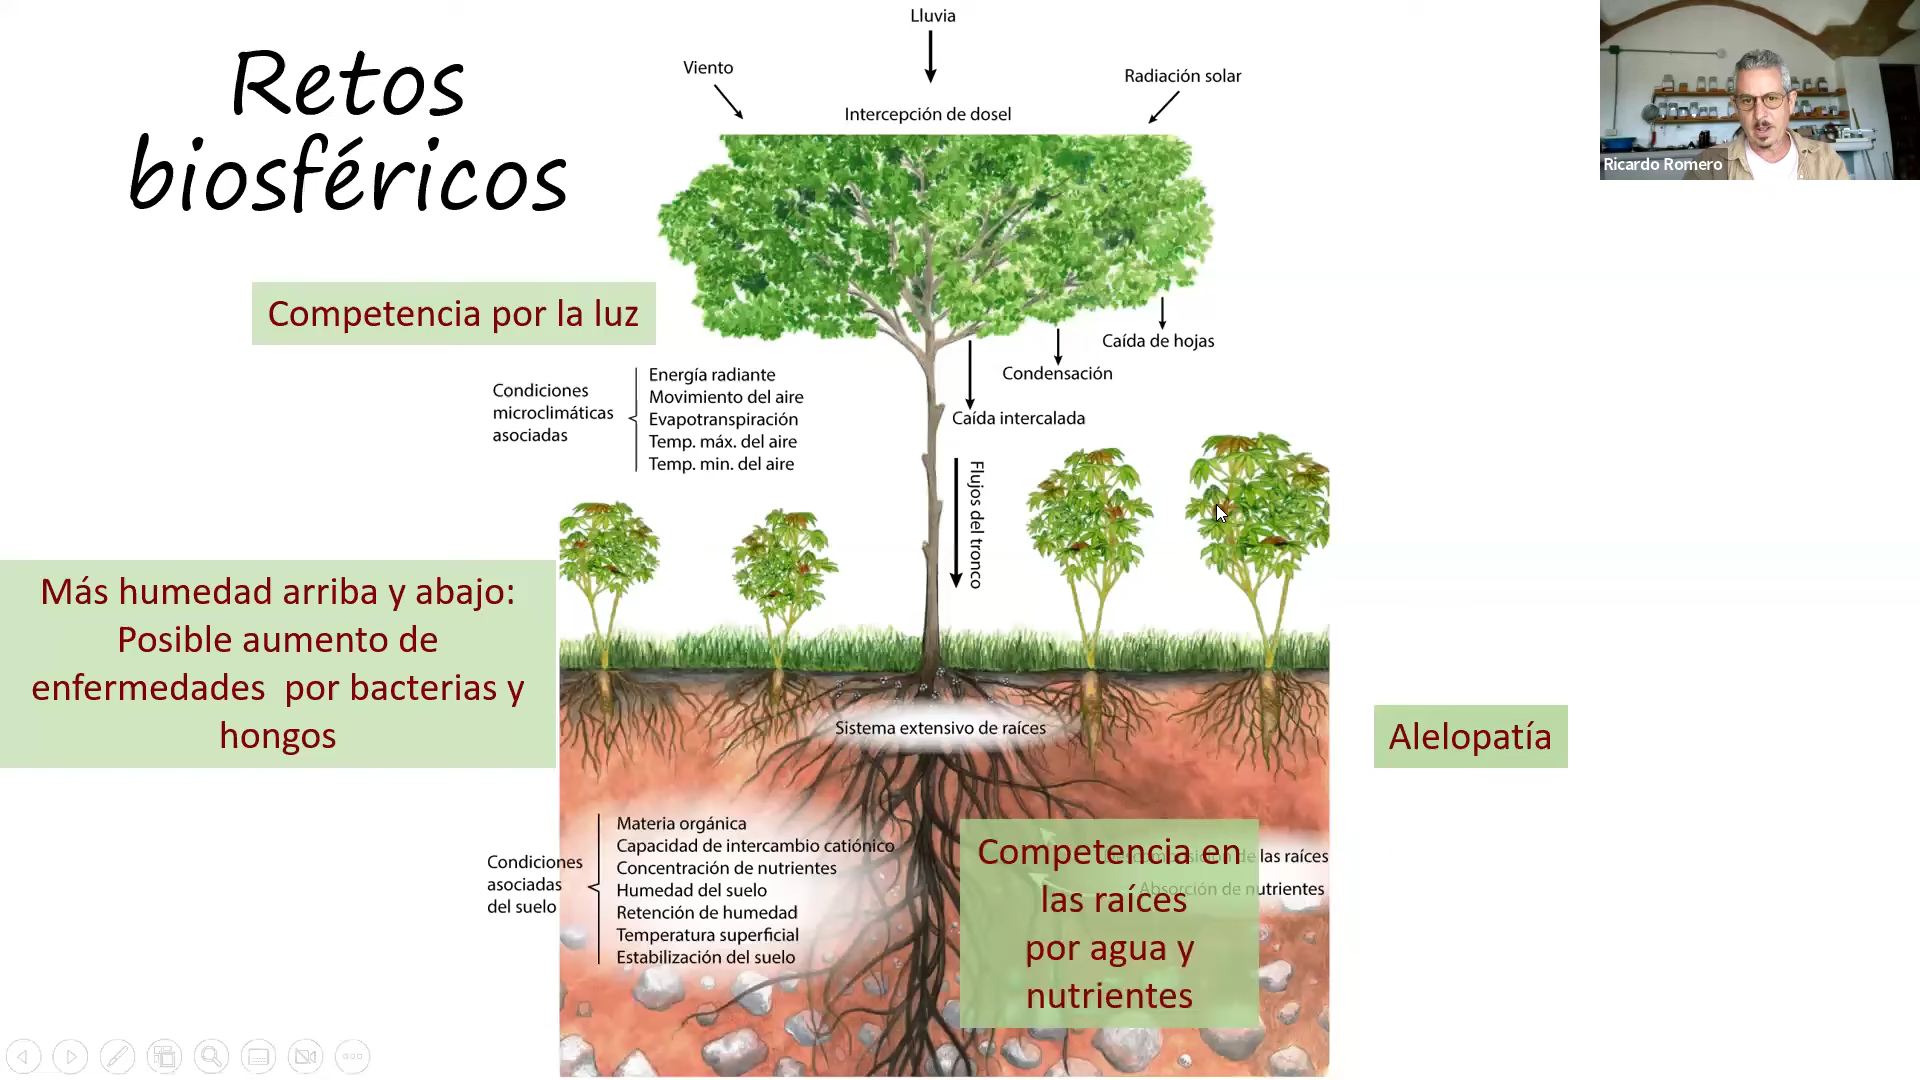 Retos
biosféricos
Lluvia
Viento
Radiación solar
Intercepción de dosel
Ricardo Romero
Competencia por la luz
Caída de hojas
Condensación
Caída intercalada
Condiciones
microclimáticas
asociadas
Energía radiante
Movimiento del aire
Evapotranspiración
Temp. máx. del aire
Temp. min. del aire
Flujos del tronco
Más humedad arriba y abajo:
Posible aumento de
enfermedades por bacterias y
hongos
Sistema extensivo de raíces
Alelopatía
Condiciones
asociadas
del suelo
Materia orgánica
Capacidad de intercambio catiónico
Concentración de nutrientes
Humedad del suelo
Retención de humedad
Temperatura superficial
Estabilización del suelo
Competencia en
las raíces
por agua y
nutrientes
de las raíces
Absorción de nutrientes